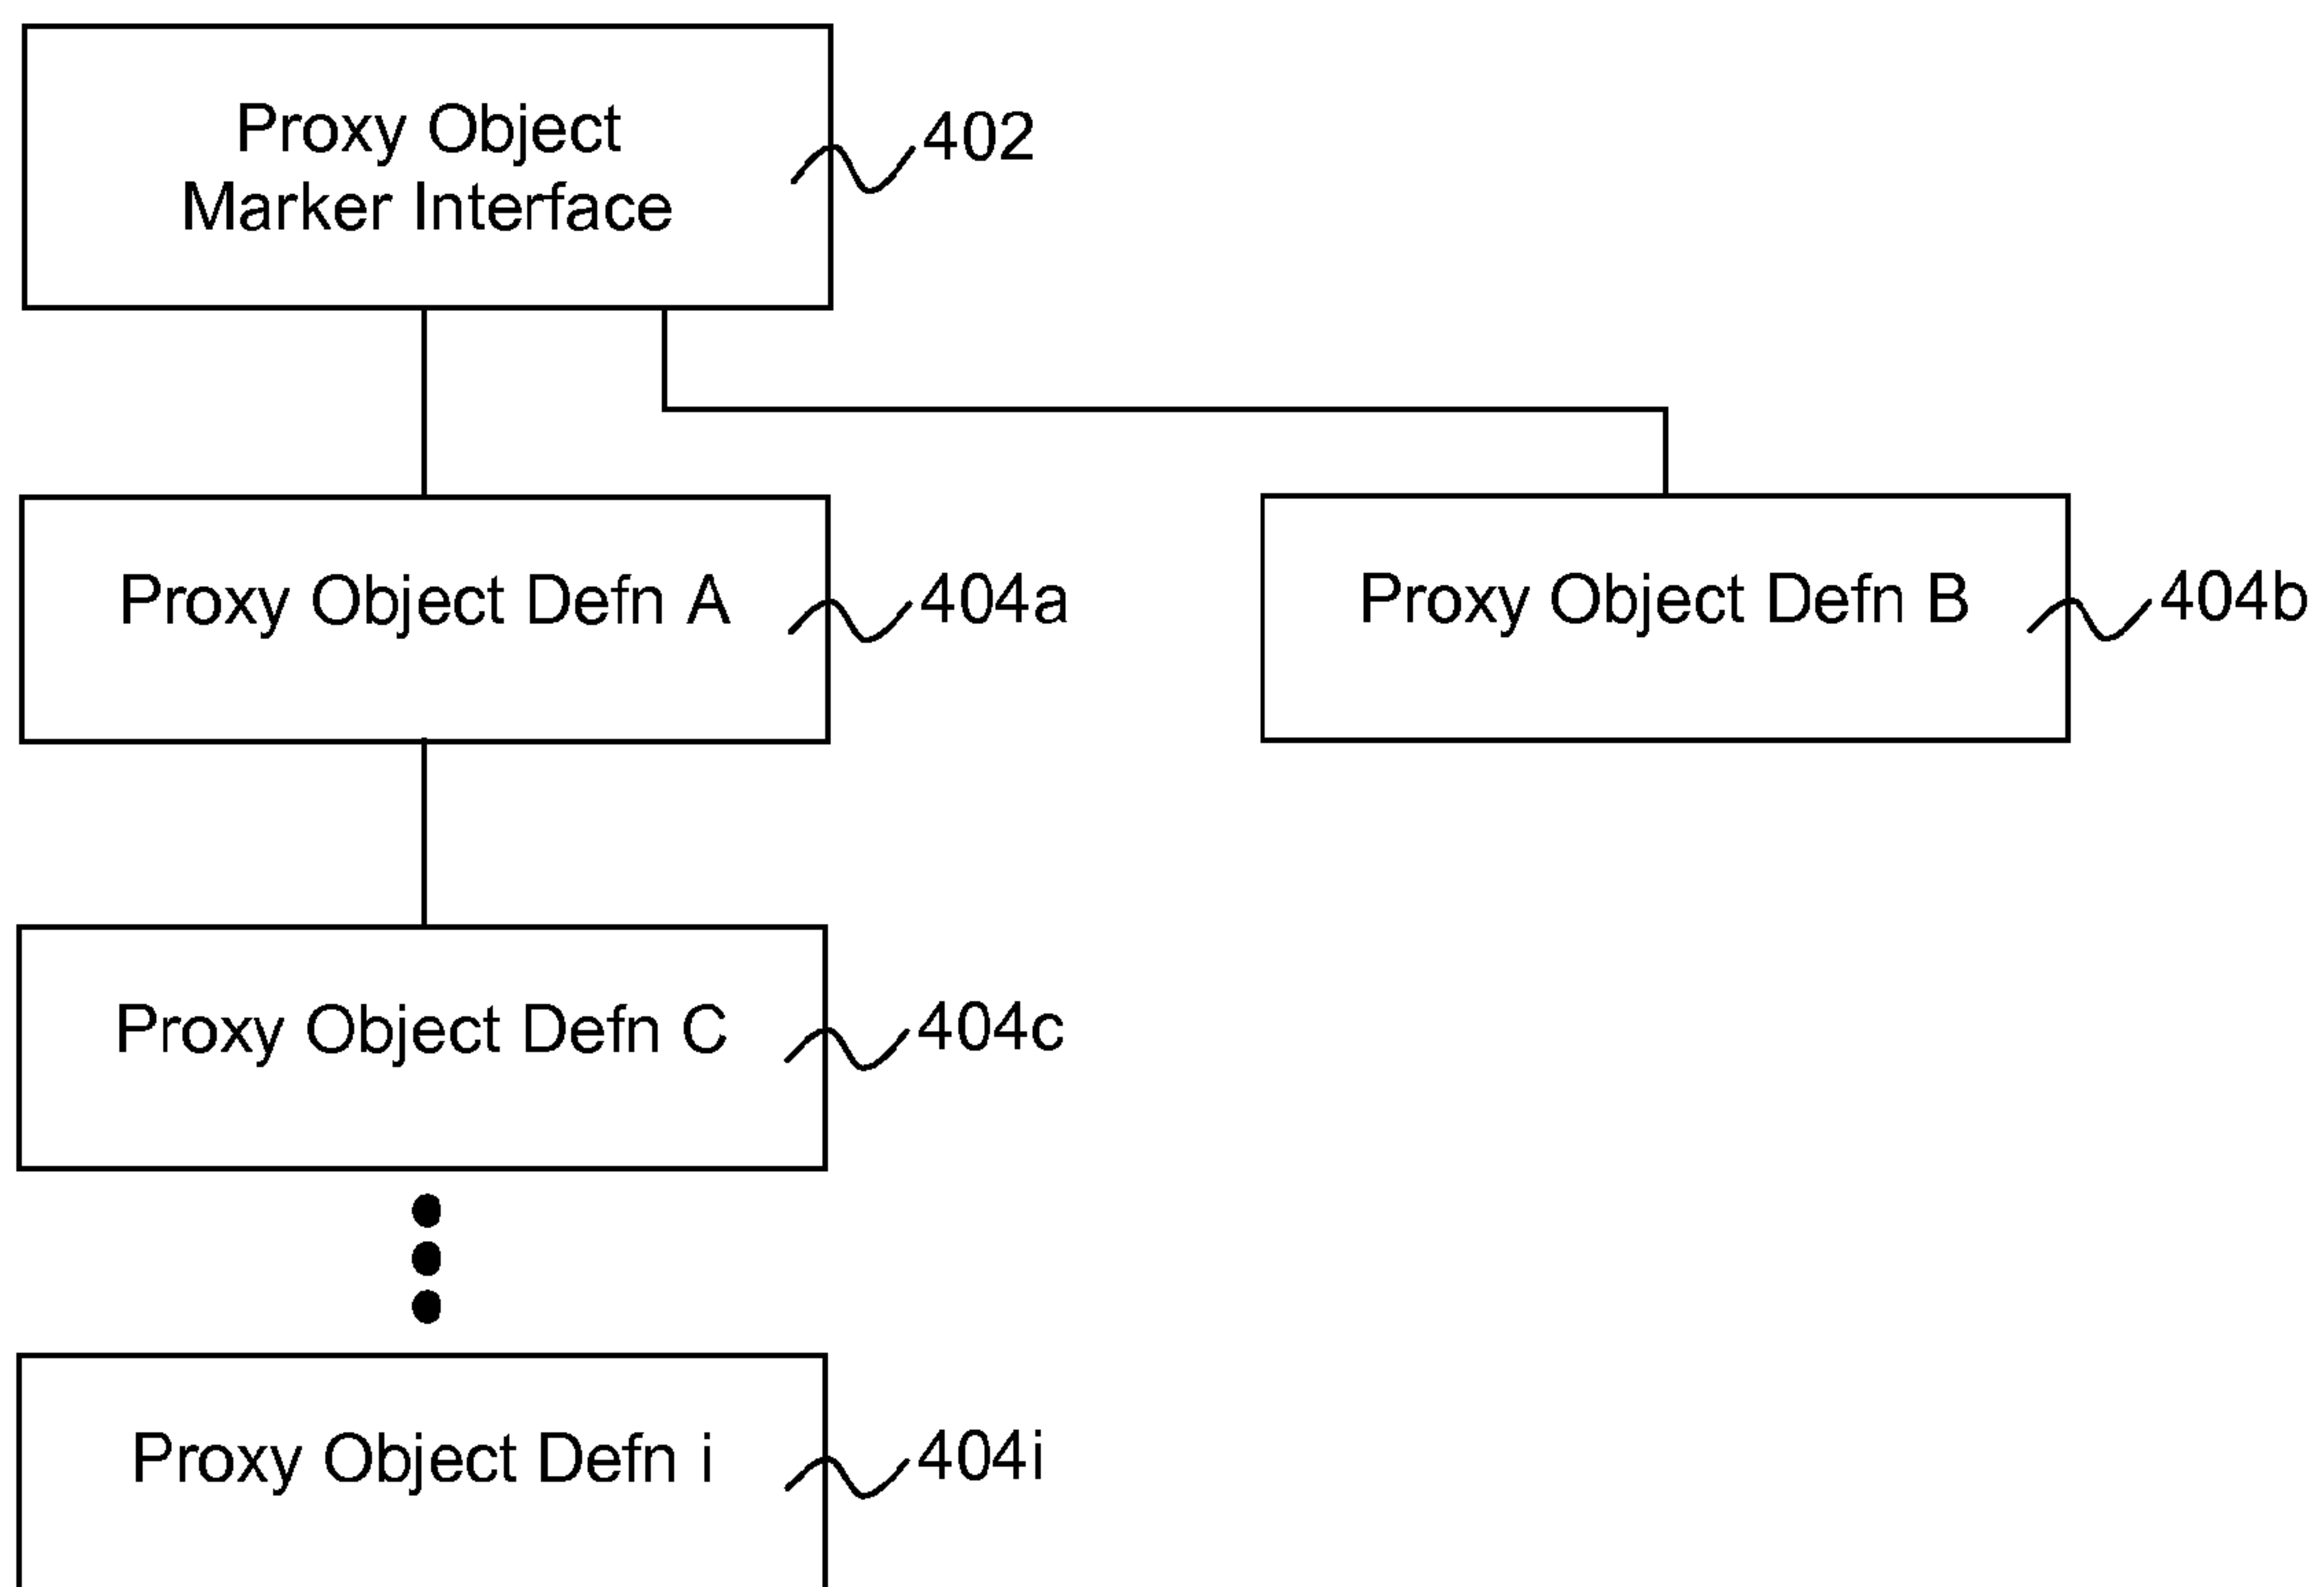 Proxy Object
Marker Interface
402
Proxy Object Defn A
404a
Proxy Object Defn B
404b
Proxy Object Defn C
404c
Proxy Object Defn i
404i